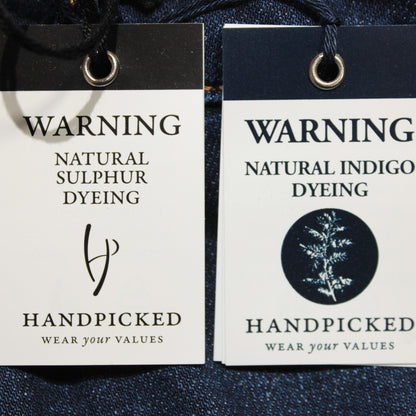 WARNING
NATURAL
SULPHUR
DYEING
HANDPICKED
WEAR your VALUES
WARNING
NATURAL INDIGO
DYEING
HANDPICKED
WEAR your VALUES